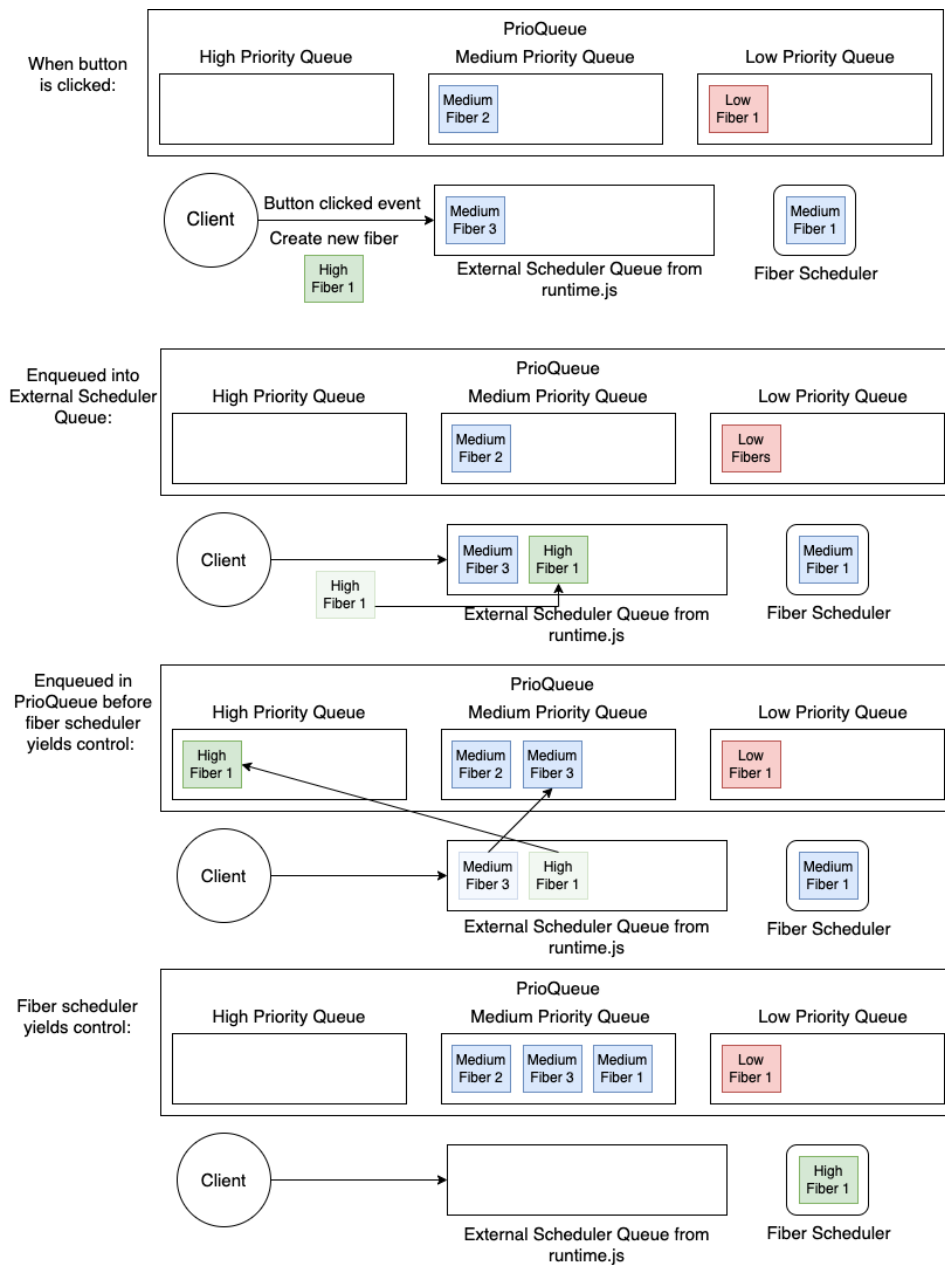 PrioQueue
When button
is clicked:
High Priority Queue
Medium Priority Queue
Low Priority Queue
Medium
Fiber 2
Low
Fiber 1
Client
Button clicked event
Create new fiber
High
Fiber 1
Medium
Fiber 3
External Scheduler Queue from
runtime.js
Medium
Fiber 1
Fiber Scheduler
Enqueued into
External Scheduler
Queue:
PrioQueue
High Priority Queue
Medium Priority Queue
Low Priority Queue
Medium
Fiber 2
Low
Fibers
Client
High
Fiber 1
Medium
Fiber 3
High
Fiber 1
External Scheduler Queue from
runtime.js
Medium
Fiber 1
Fiber Scheduler
Enqueued in
PrioQueue before
fiber scheduler
yields control:
PrioQueue
High Priority Queue
Medium Priority Queue
Low Priority Queue
High
Fiber 1
Medium
Fiber 2
Medium
Fiber 3
Low
Fiber 1
Client
Medium
Fiber 3
High
Fiber 1
External Scheduler Queue from
runtime.js
Medium
Fiber 1
Fiber Scheduler
Fiber scheduler
yields control:
PrioQueue
High Priority Queue
Medium Priority Queue
Low Priority Queue
Medium
Fiber 2
Medium
Fiber 3
Medium
Fiber 1
Low
Fiber 1
Client
External Scheduler Queue from
runtime.js
High
Fiber 1
Fiber Scheduler